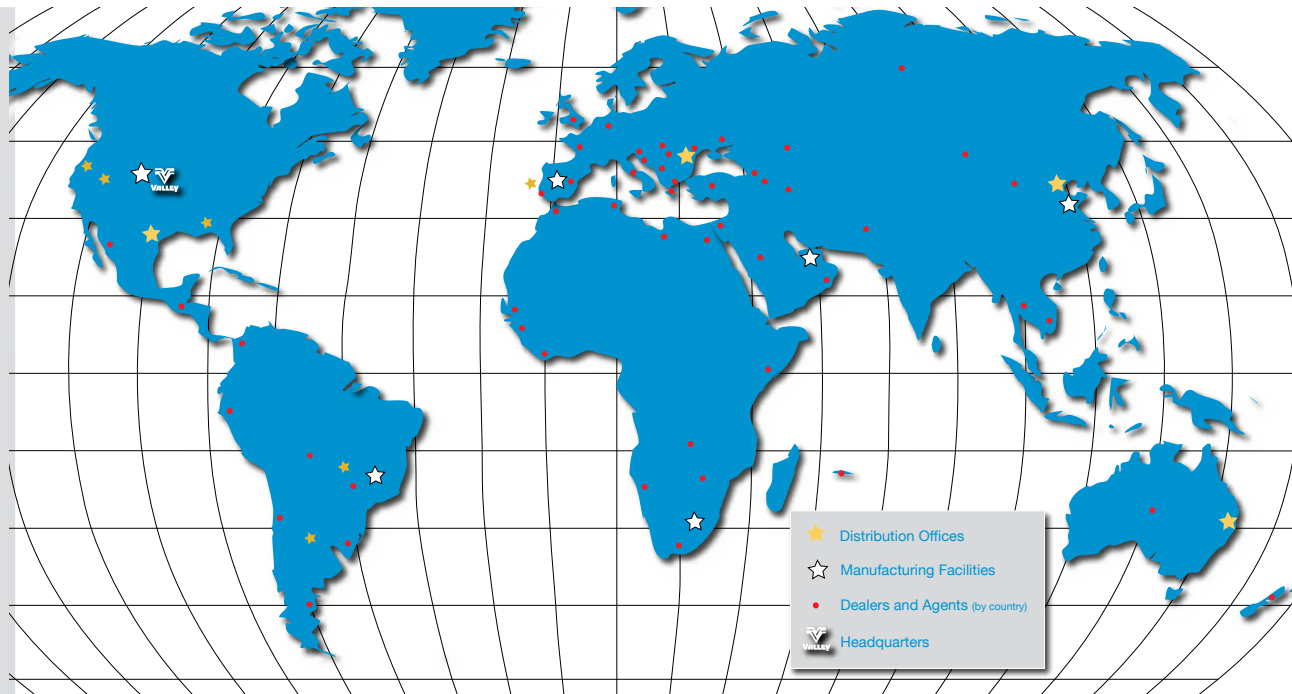 VALLEY
Distribution Offices
Manufacturing Facilities
Dealers and Agents (by country)
VALLEY
Headquarters